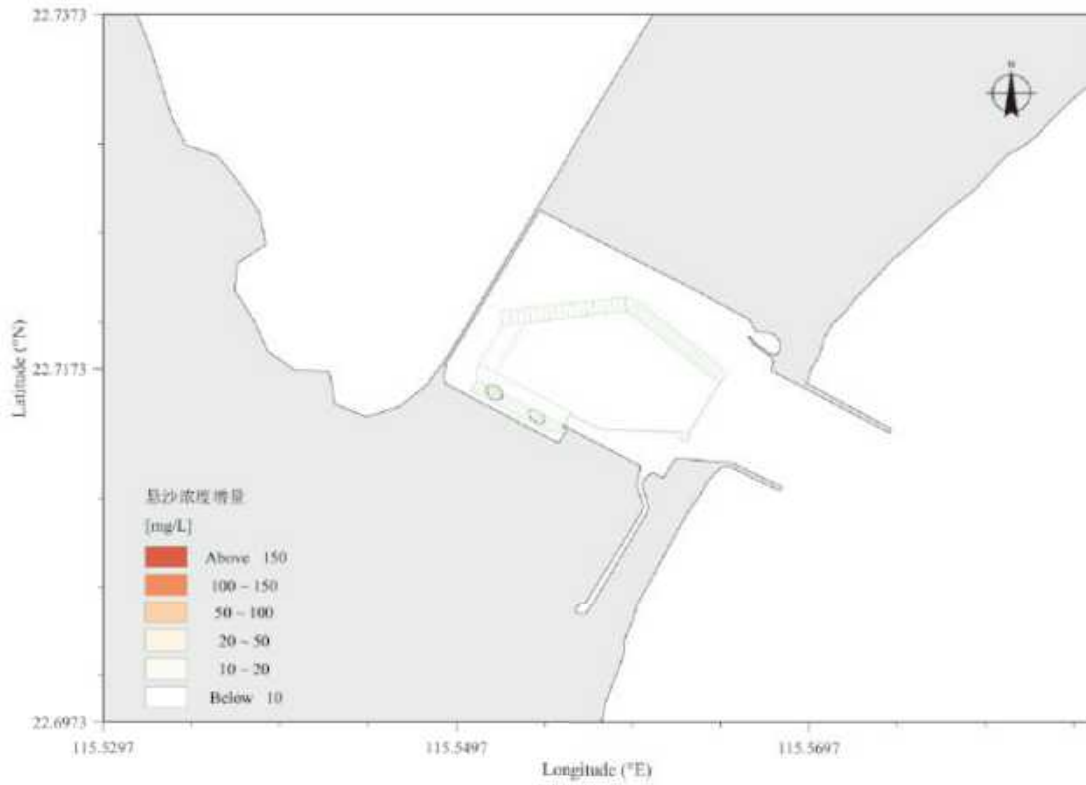 22.7373
N
Latitude (°N)
22.7173
悬沙浓度增量
[mg/L]
Above 150
100 ~ 150
50 ~ 100
20 ~ 50
10 ~ 20
Below 10
22.6973
115.5297
115.5497
115.5697
Longitude (°E)